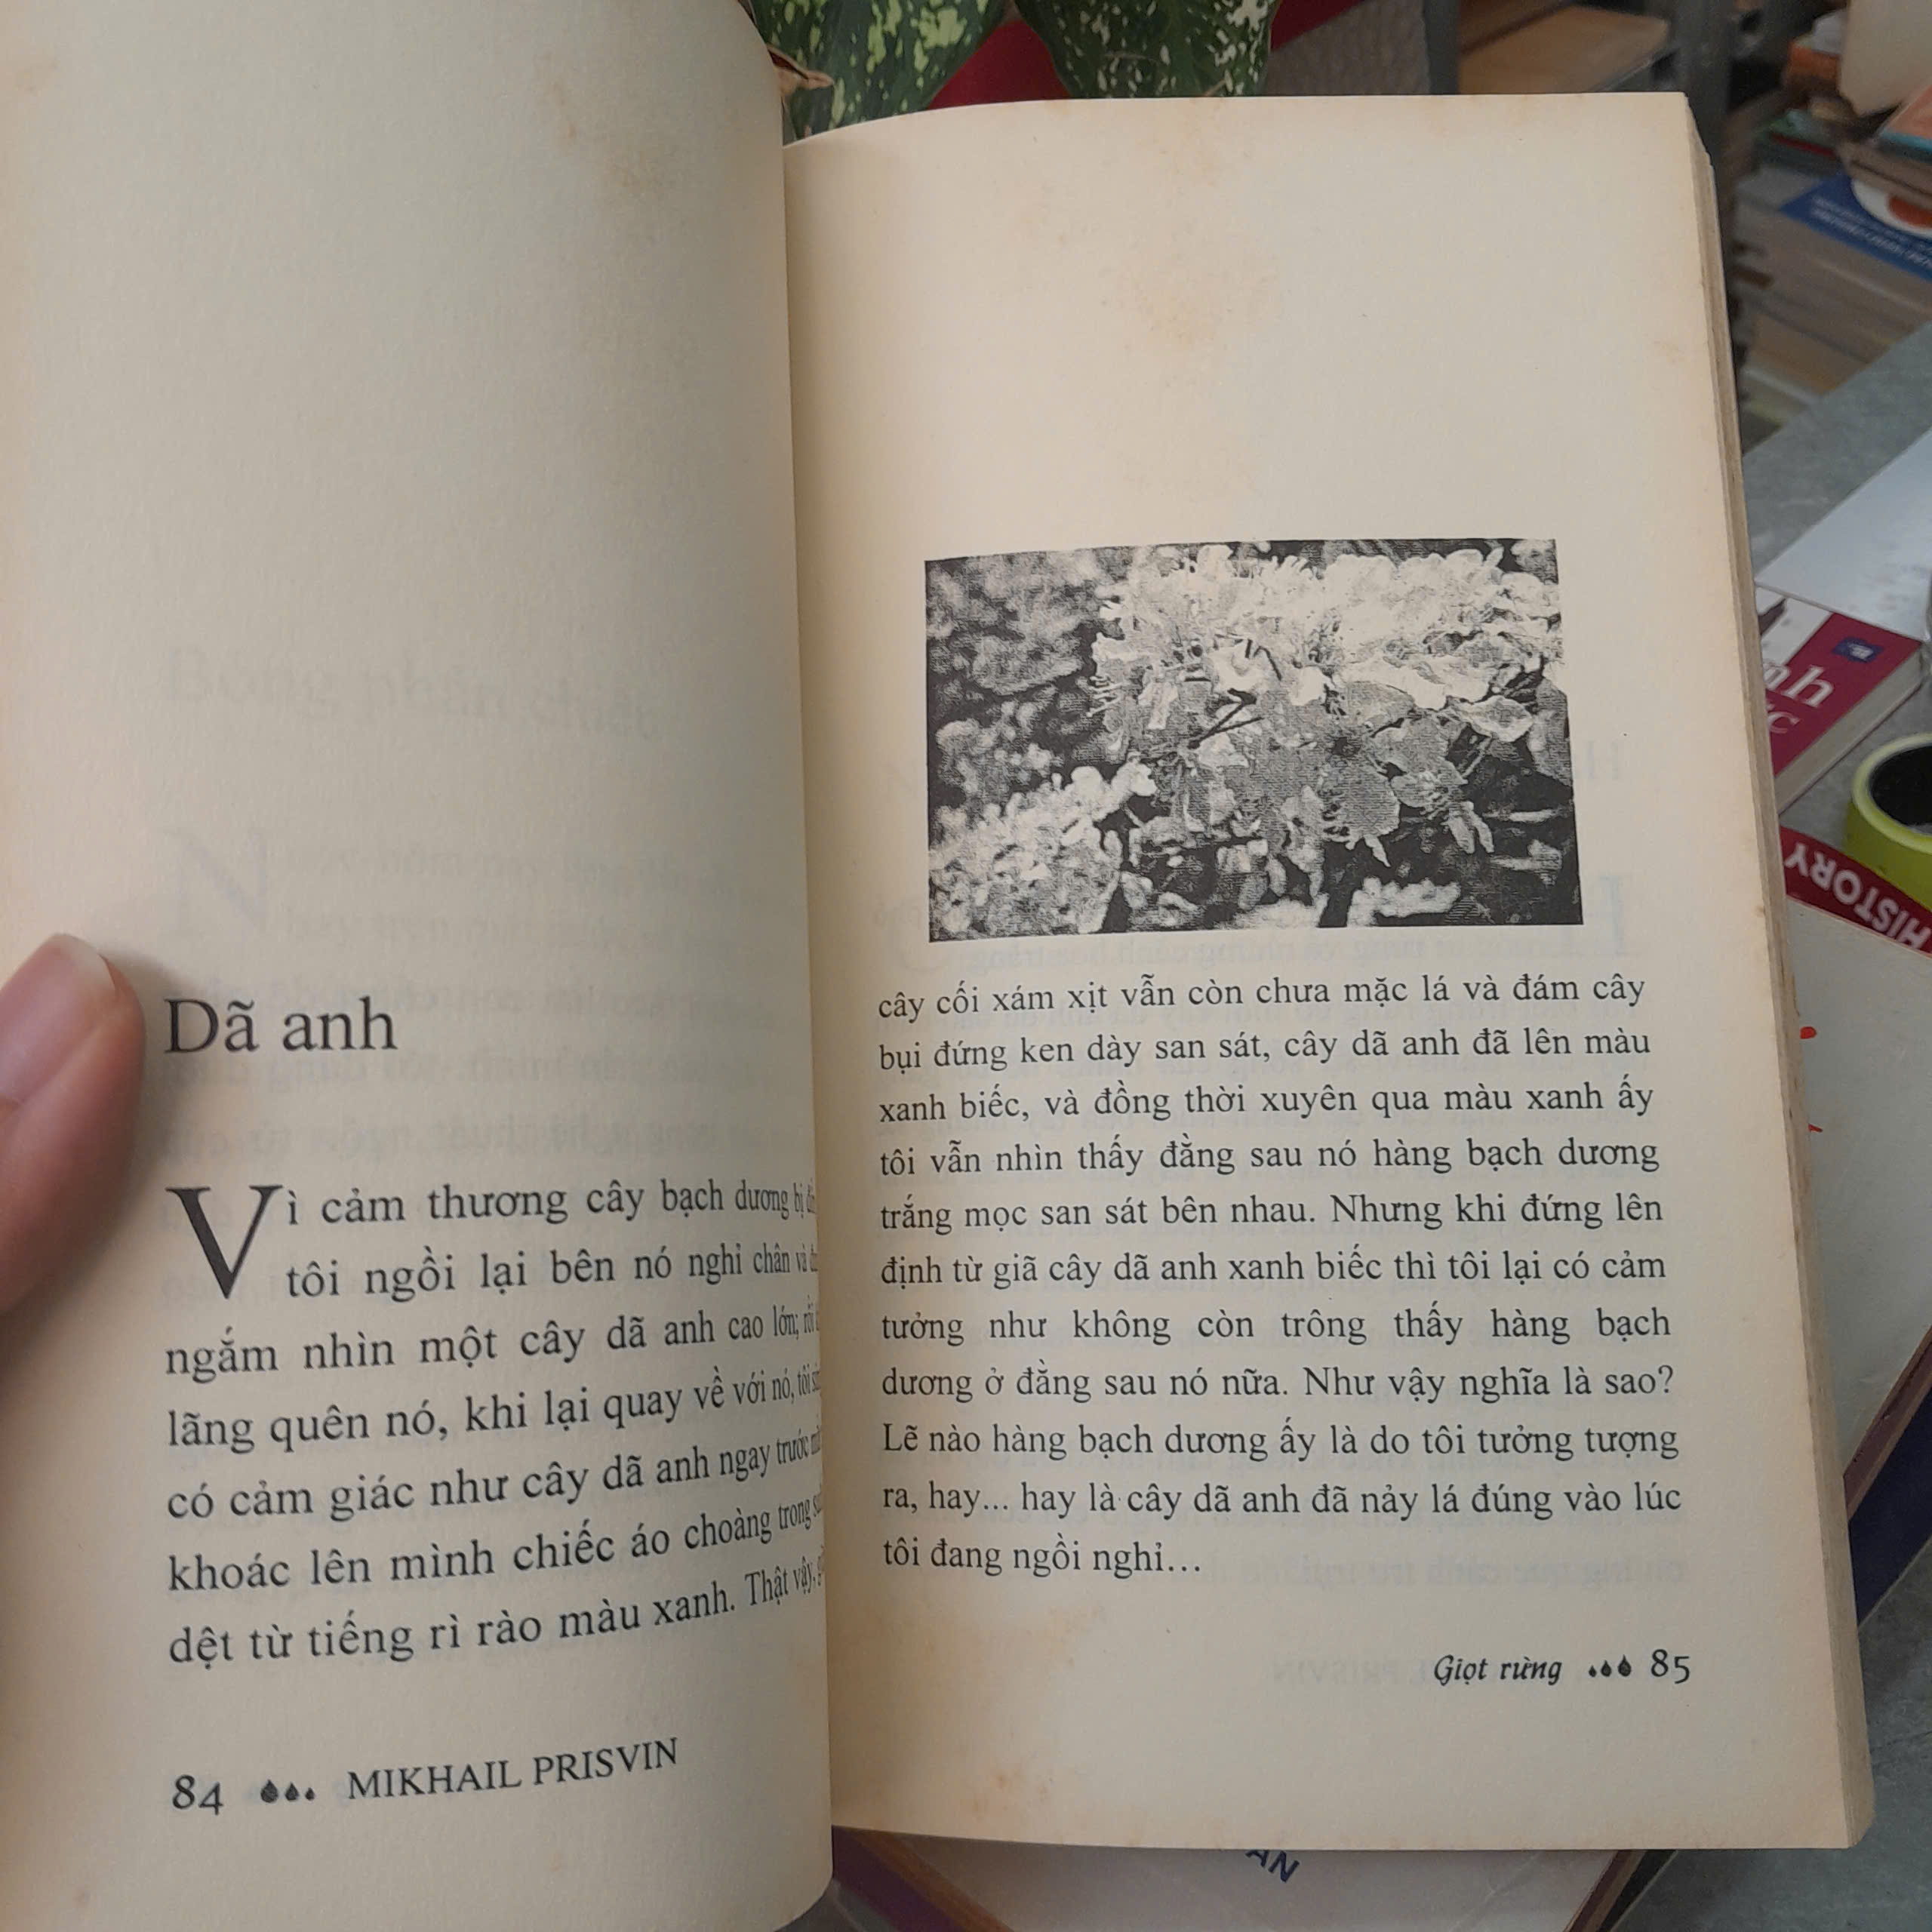 Dã anh
Vì cảm thương cây bạch dương bị
tôi ngồi lại bên nó nghỉ chân và
ngắm nhìn một cây dã anh cao lớn; rồi
lãng quên nó, khi lại quay về với nó, tôi
có cảm giác như cây dã anh ngay trước
khoác lên mình chiếc áo choàng trong
dệt từ tiếng rì rào màu xanh. Thật vậy,
84 MIKHAIL PRISVIN
cây cối xám xịt vẫn còn chưa mặc lá và đám cây
bụi đứng ken dày san sát, cây dã anh đã lên màu
xanh biếc, và đồng thời xuyên qua màu xanh ấy
tôi vẫn nhìn thấy đằng sau nó hàng bạch dương
trắng mọc san sát bên nhau. Nhưng khi đứng lên
định từ giã cây dã anh xanh biếc thì tôi lại có cảm
tưởng như không còn trông thấy hàng bạch
dương ở đằng sau nó nữa. Như vậy nghĩa là sao?
Lẽ nào hàng bạch dương ấy là do tôi tưởng tượng
ra, hay... hay là cây dã anh đã nảy lá đúng vào lúc
tôi đang ngồi nghỉ...
Giọt rừng 85
HISTORY